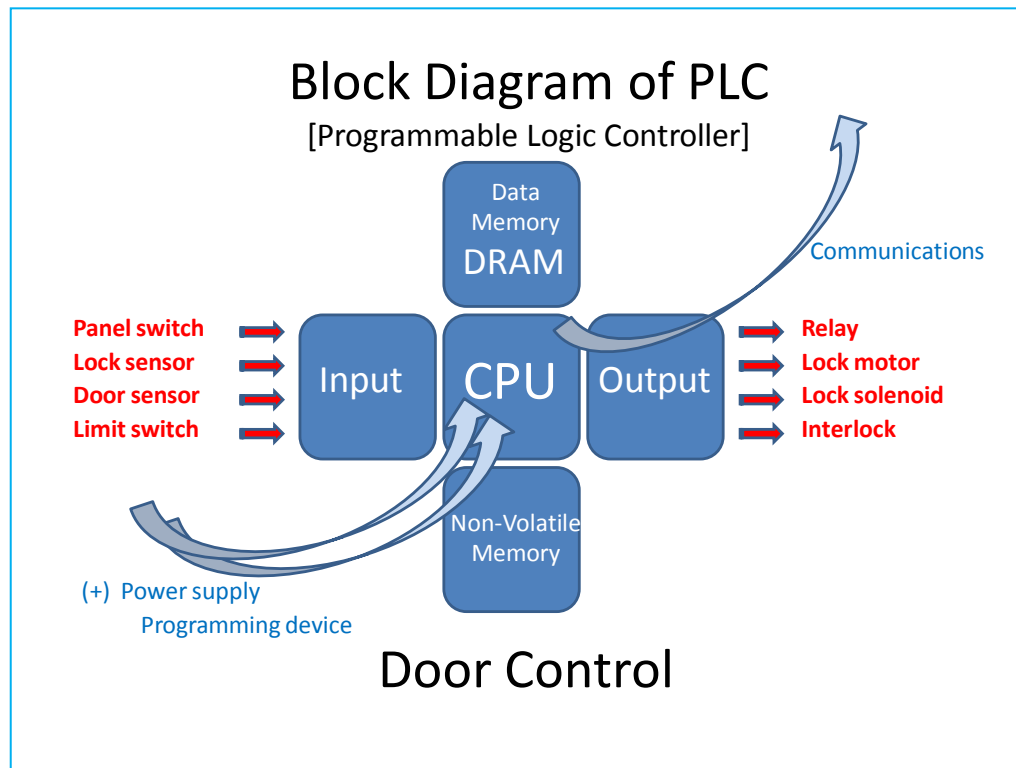 Block Diagram of PLC
[Programmable Logic Controller]
Data
Memory
DRAM
Communications
Panel switch
Lock sensor
Door sensor
Limit switch
Input
CPU
Output
Relay
Lock motor
Lock solenoid
Interlock
Non-Volatile
Memory
(+) Power supply
Programming device
Door Control